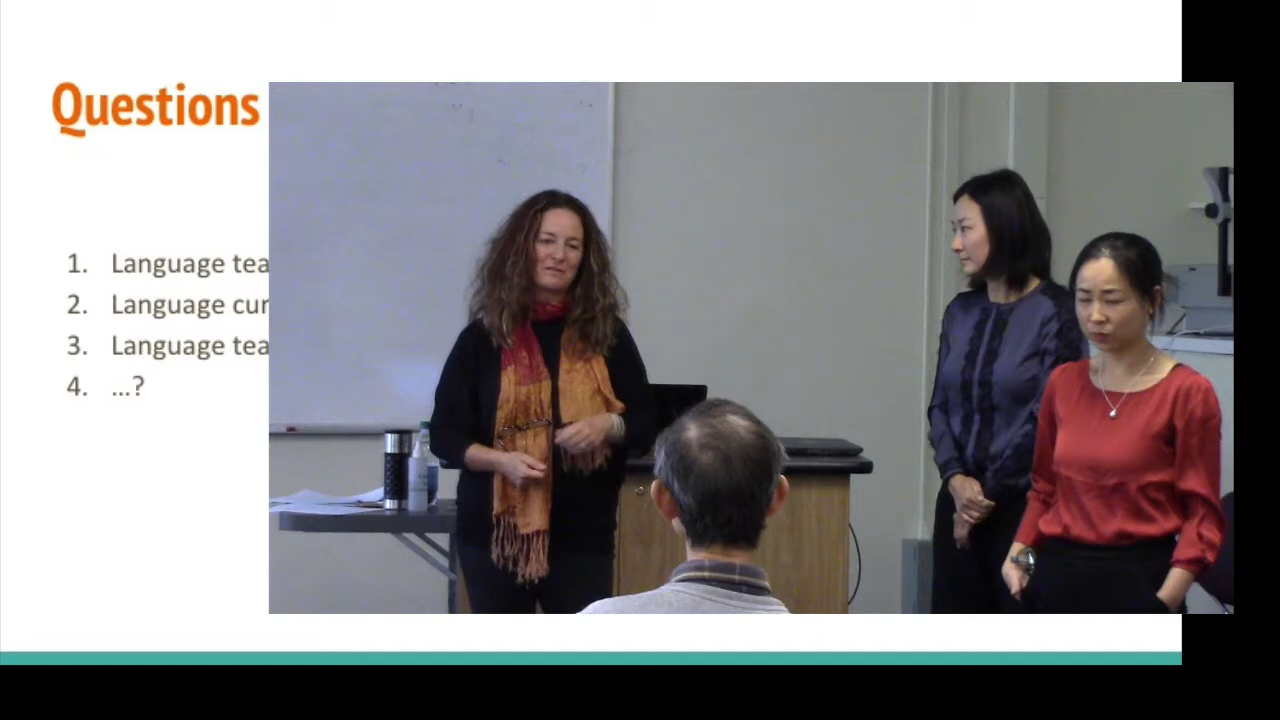 Questions
1. Language tea
2. Language cur
3. Language tea
4. ...?